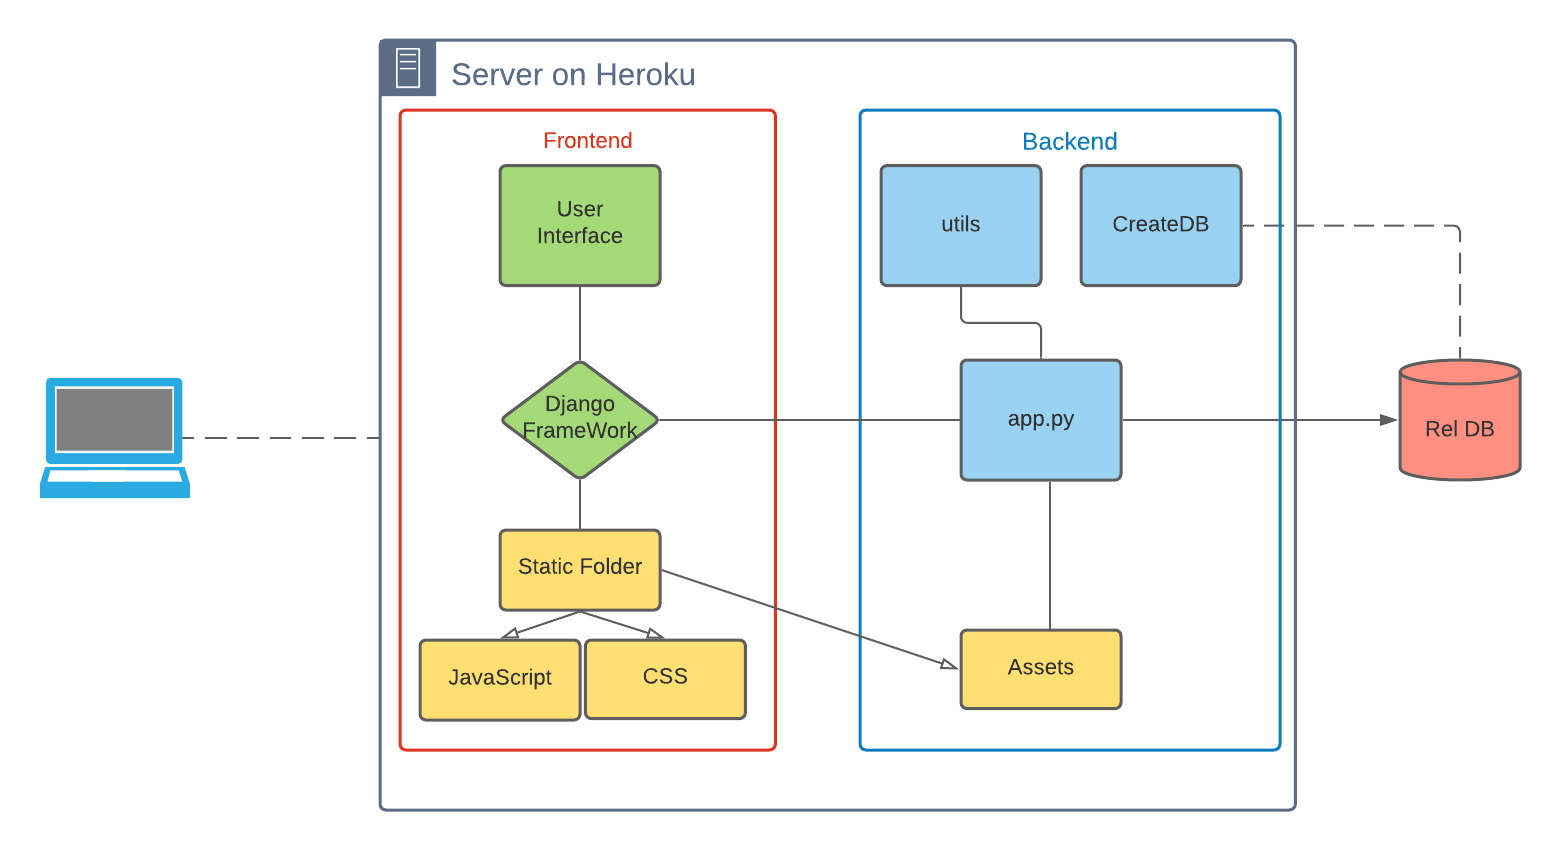 Server on Heroku
Frontend
Backend
User
Interface
utils
CreateDB
Django
FrameWork
app.py
Rel DB
Static Folder
JavaScript
CSS
Assets